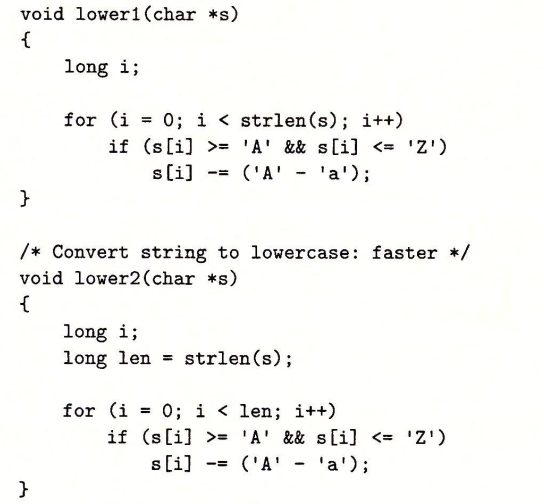 void lower1(char *s)
{
    long i;

    for (i = 0; i < strlen(s); i++)
        if (s[i] >= 'A' && s[i] <= 'Z')
            s[i] -= ('A' - 'a');
}

/* Convert string to lowercase: faster */
void lower2(char *s)
{
    long i;
    long len = strlen(s);

    for (i = 0; i < len; i++)
        if (s[i] >= 'A' && s[i] <= 'Z')
            s[i] -= ('A' - 'a');
}